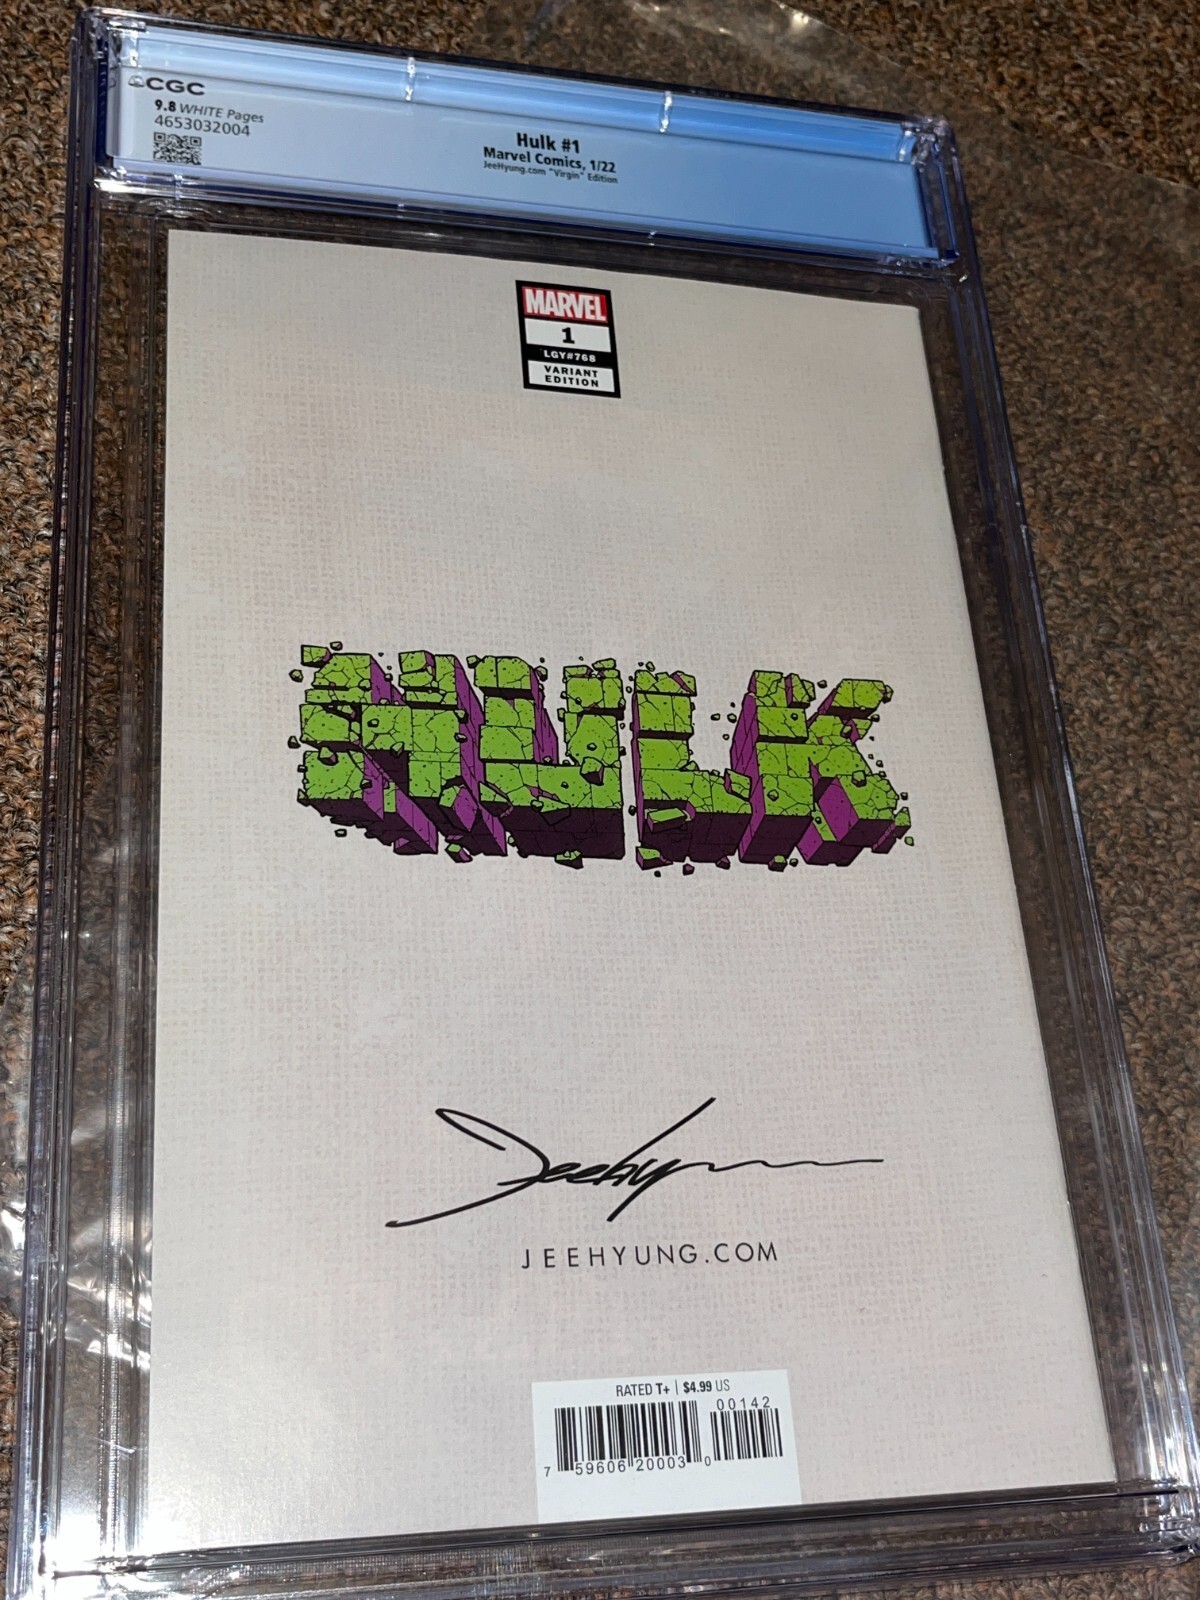 CGC
9.8 WHITE Pages
4653032004
Hulk #1
Marvel Comics, 1/22
JeeHyung.com "Virgin" Edition
MARVEL
1
LGY#768
VARIANT
EDITION
HULK
Jeehyung
JEEHYUNG.COM
RATED T+ | $4.99 US
00142
7 59606 20003 0